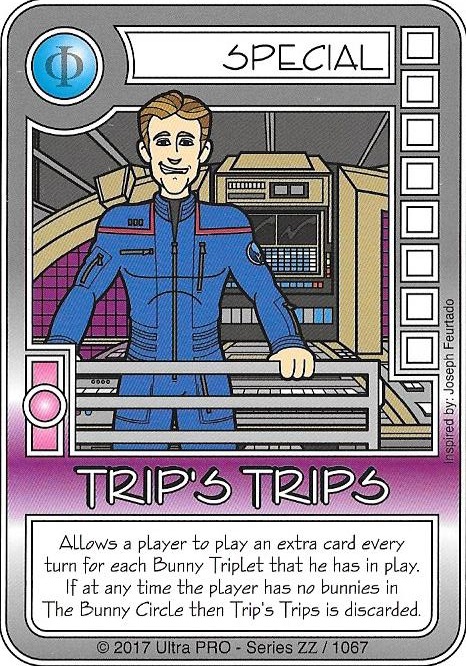 Φ
SPECIAL
Inspired by: Joseph Feurtado
TRIP'S TRIPS
Allows a player to play an extra card every
turn for each Bunny Triplet that he has in play.
If at any time the player has no bunnies in
The Bunny Circle then Trip's Trips is discarded.
© 2017 Ultra PRO - Series ZZ / 1067